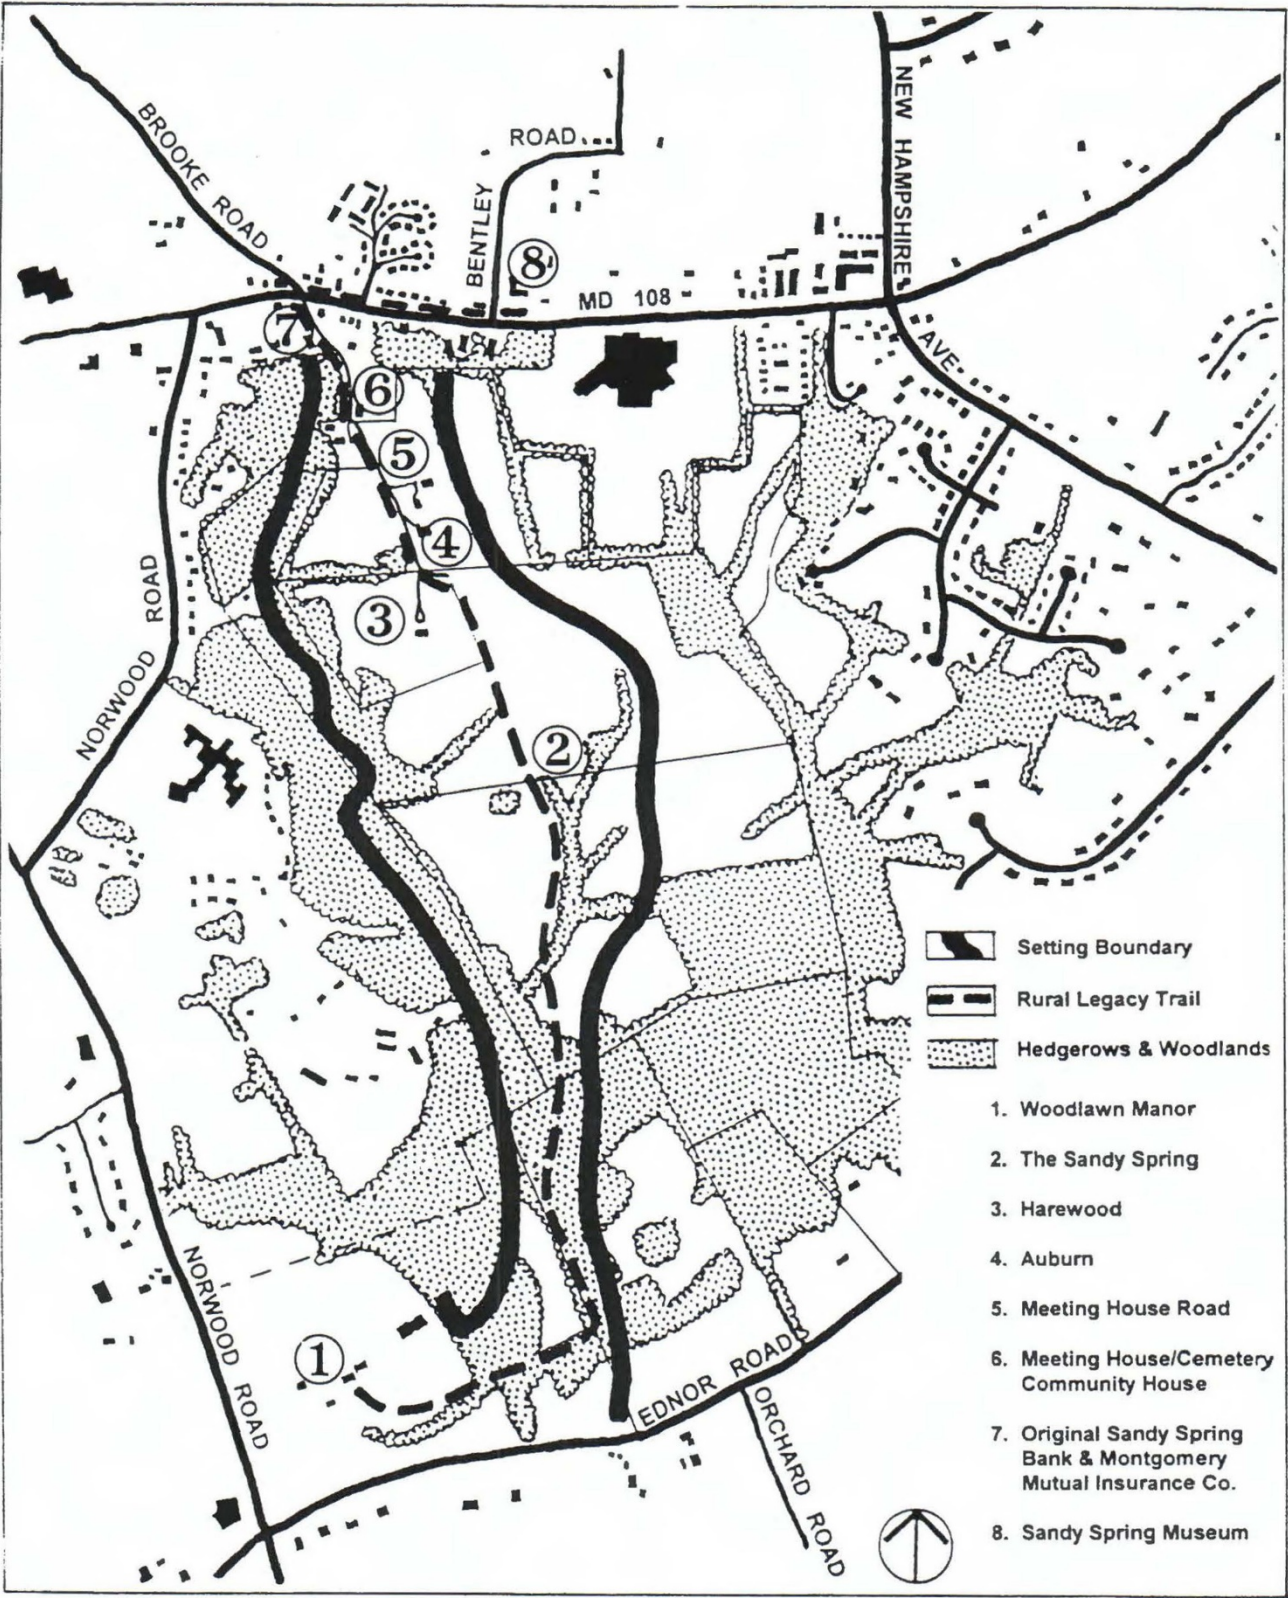 BROOKE ROAD
ROAD
BENTLEY
NEW HAMPSHIRE
AVE
MD 108
8
7
6
5
4
3
2
1
NORWOOD ROAD
NORWOOD ROAD
EDNOR ROAD
ORCHARD ROAD
Setting Boundary
Rural Legacy Trail
Hedgerows & Woodlands
1. Woodlawn Manor
2. The Sandy Spring
3. Harewood
4. Auburn
5. Meeting House Road
6. Meeting House/Cemetery
Community House
7. Original Sandy Spring
Bank & Montgomery
Mutual Insurance Co.
8. Sandy Spring Museum